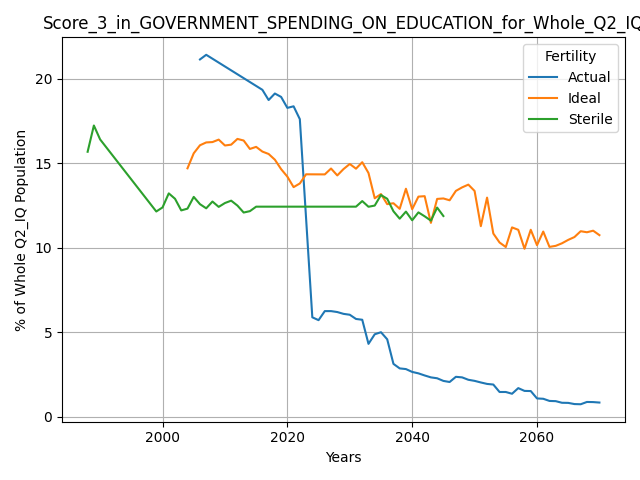 Score_3_in_GOVERNMENT_SPENDING_ON_EDUCATION_for_Whole_Q2_IQ
Fertility
Actual
Ideal
Sterile
% of Whole Q2_IQ Population
20
15
10
5
0
2000
2020
2040
2060
Years